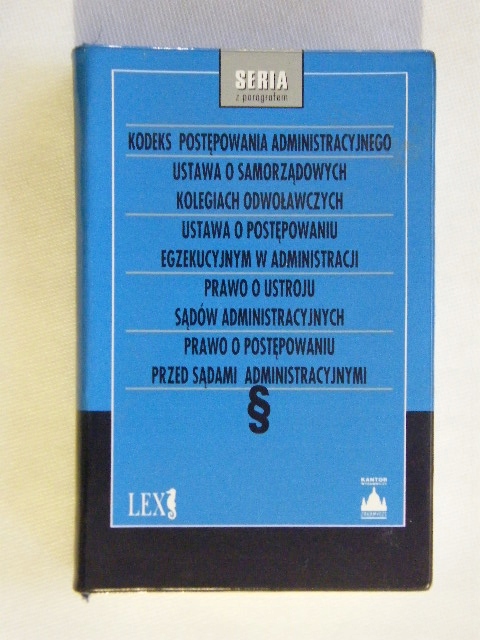 SERIA
z paragrafem
KODEKS POSTĘPOWANIA ADMINISTRACYJNEGO
USTAWA O SAMORZĄDOWYCH
KOLEGIACH ODWOŁAWCZYCH
USTAWA O POSTĘPOWANIU
EGZEKUCYJNYM W ADMINISTRACJI
PRAWO O USTROJU
SĄDÓW ADMINISTRACYJNYCH
PRAWO O POSTĘPOWANIU
PRZED SĄDAMI ADMINISTRACYJNYMI
§
LEX
KANTOR